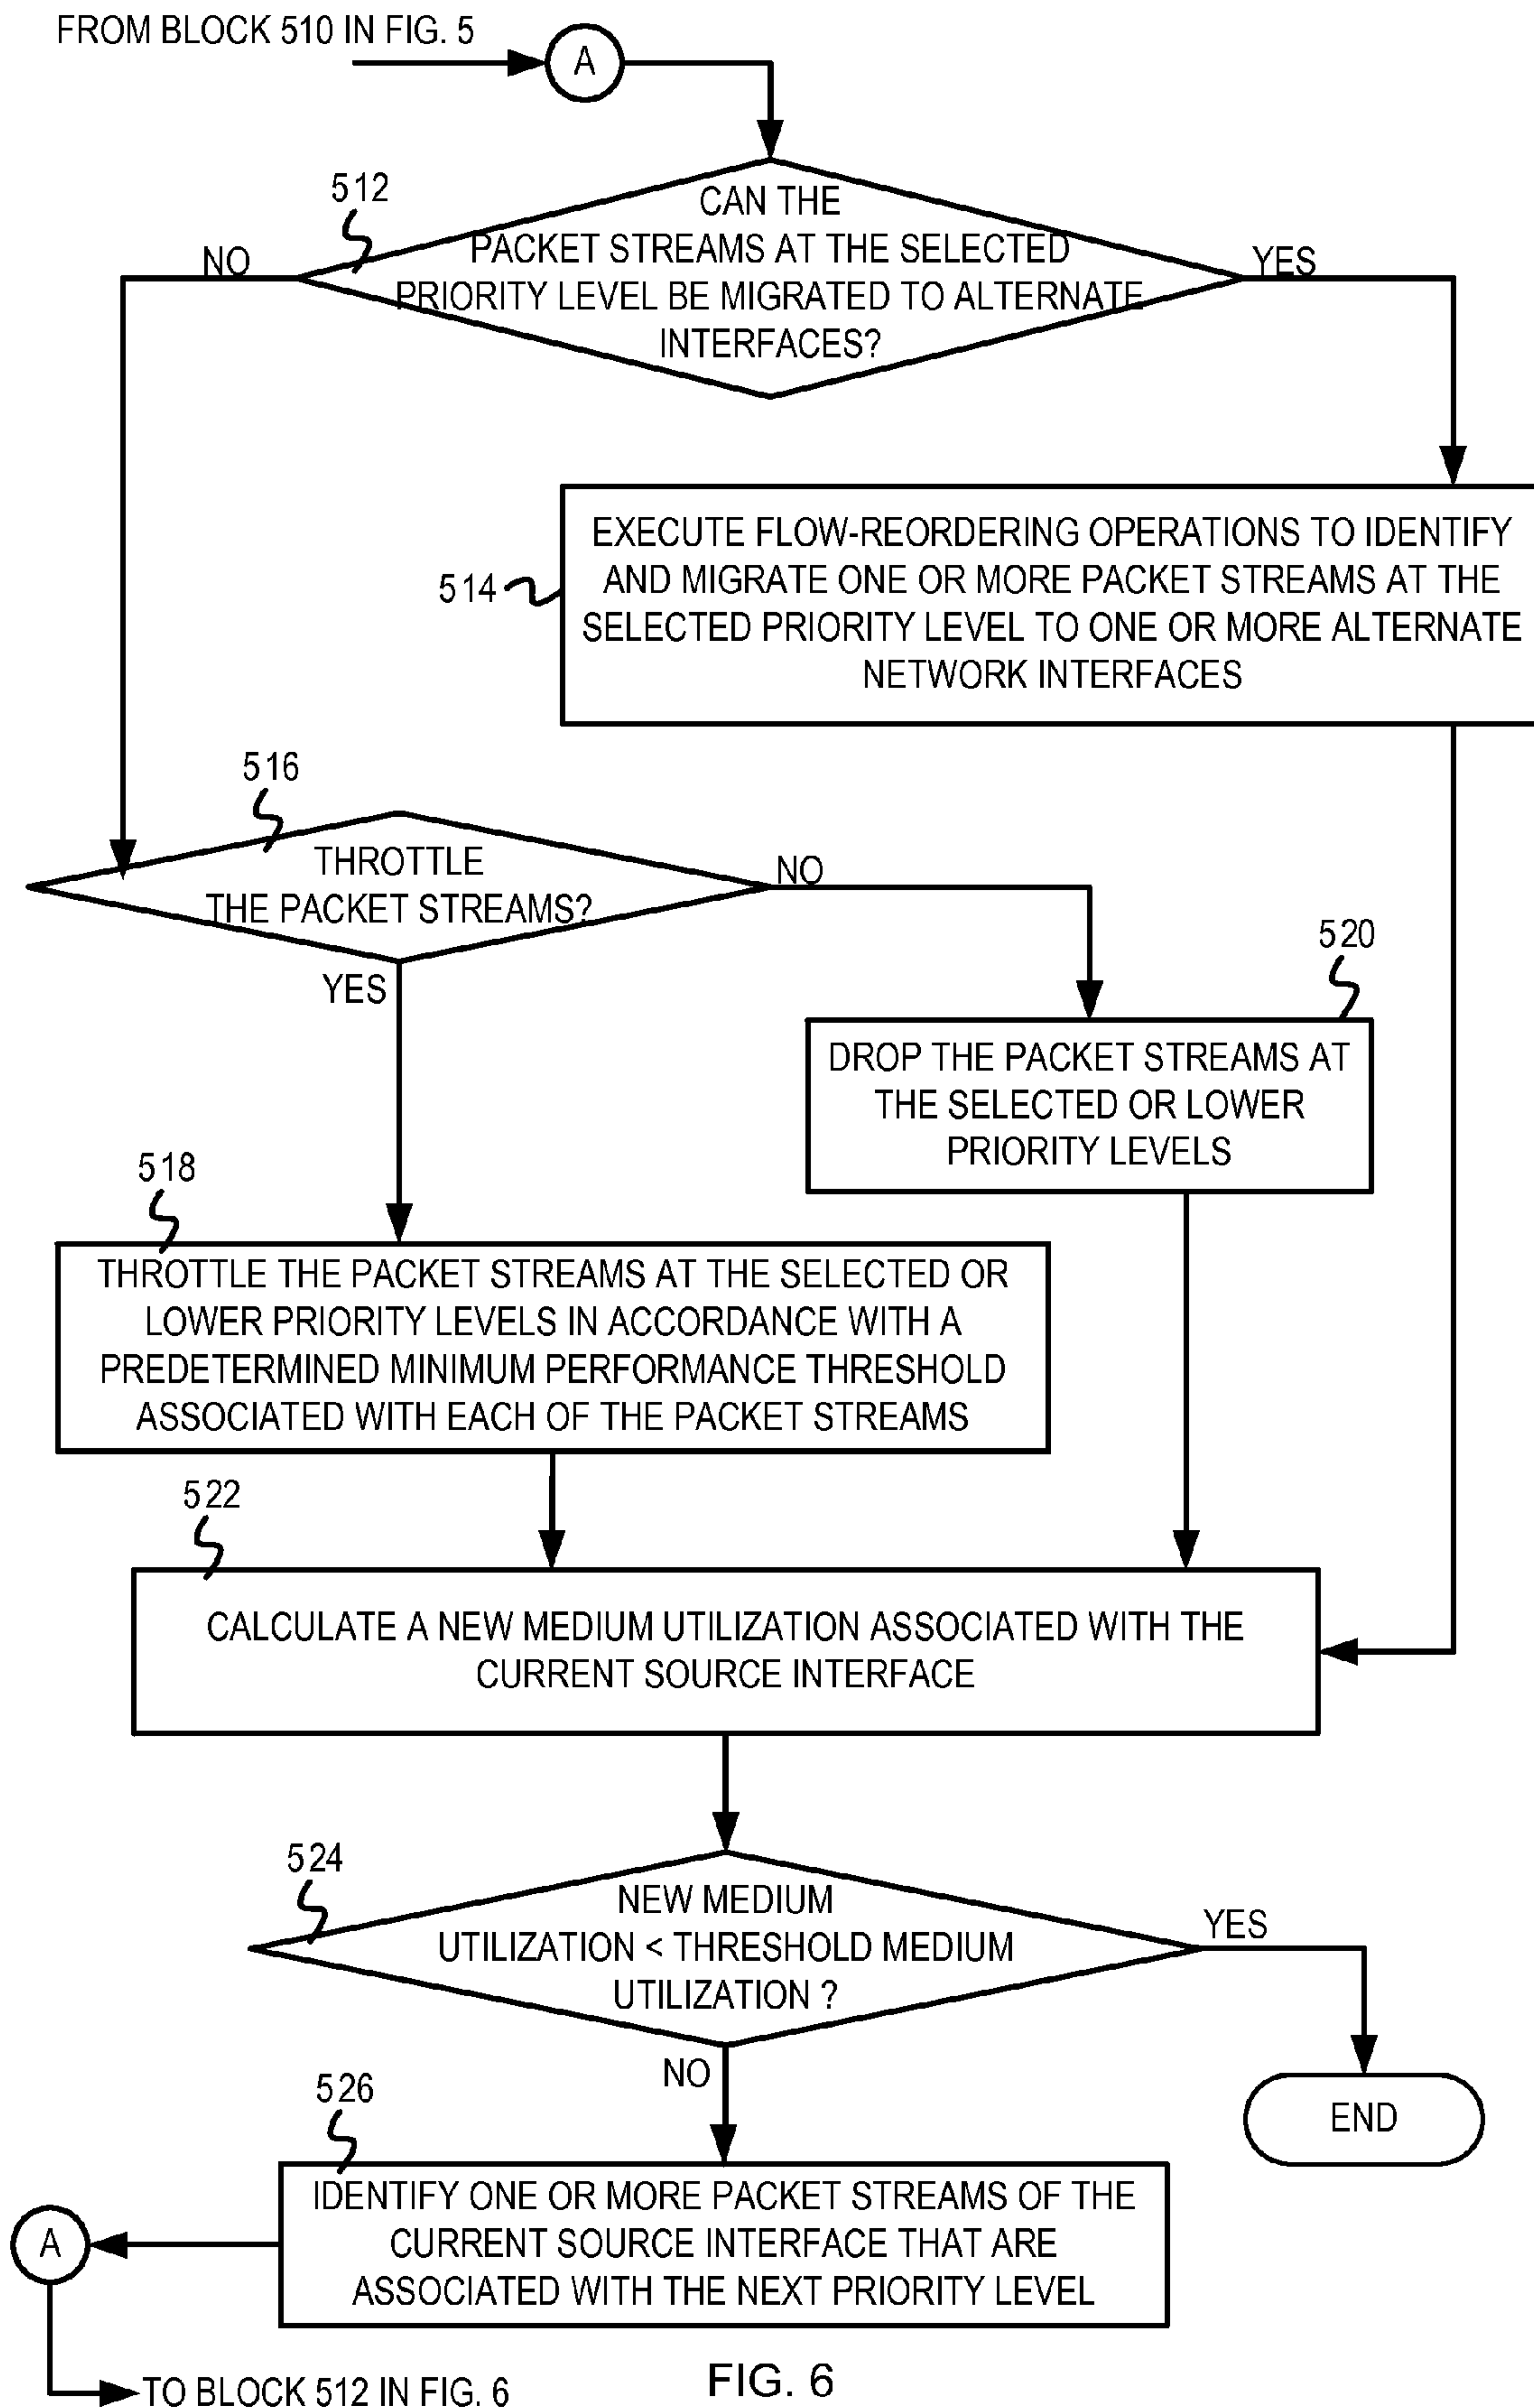 FROM BLOCK 510 IN FIG. 5
A
512
CAN THE
PACKET STREAMS AT THE SELECTED
PRIORITY LEVEL BE MIGRATED TO ALTERNATE
INTERFACES?
NO
YES
514
EXECUTE FLOW-REORDERING OPERATIONS TO IDENTIFY
AND MIGRATE ONE OR MORE PACKET STREAMS AT THE
SELECTED PRIORITY LEVEL TO ONE OR MORE ALTERNATE
NETWORK INTERFACES
516
THROTTLE
THE PACKET STREAMS?
NO
YES
520
DROP THE PACKET STREAMS AT
THE SELECTED OR LOWER
PRIORITY LEVELS
518
THROTTLE THE PACKET STREAMS AT THE SELECTED OR
LOWER PRIORITY LEVELS IN ACCORDANCE WITH A
PREDETERMINED MINIMUM PERFORMANCE THRESHOLD
ASSOCIATED WITH EACH OF THE PACKET STREAMS
522
CALCULATE A NEW MEDIUM UTILIZATION ASSOCIATED WITH THE
CURRENT SOURCE INTERFACE
524
NEW MEDIUM
UTILIZATION < THRESHOLD MEDIUM
UTILIZATION ?
YES
NO
END
526
IDENTIFY ONE OR MORE PACKET STREAMS OF THE
CURRENT SOURCE INTERFACE THAT ARE
ASSOCIATED WITH THE NEXT PRIORITY LEVEL
A
TO BLOCK 512 IN FIG. 6
FIG. 6